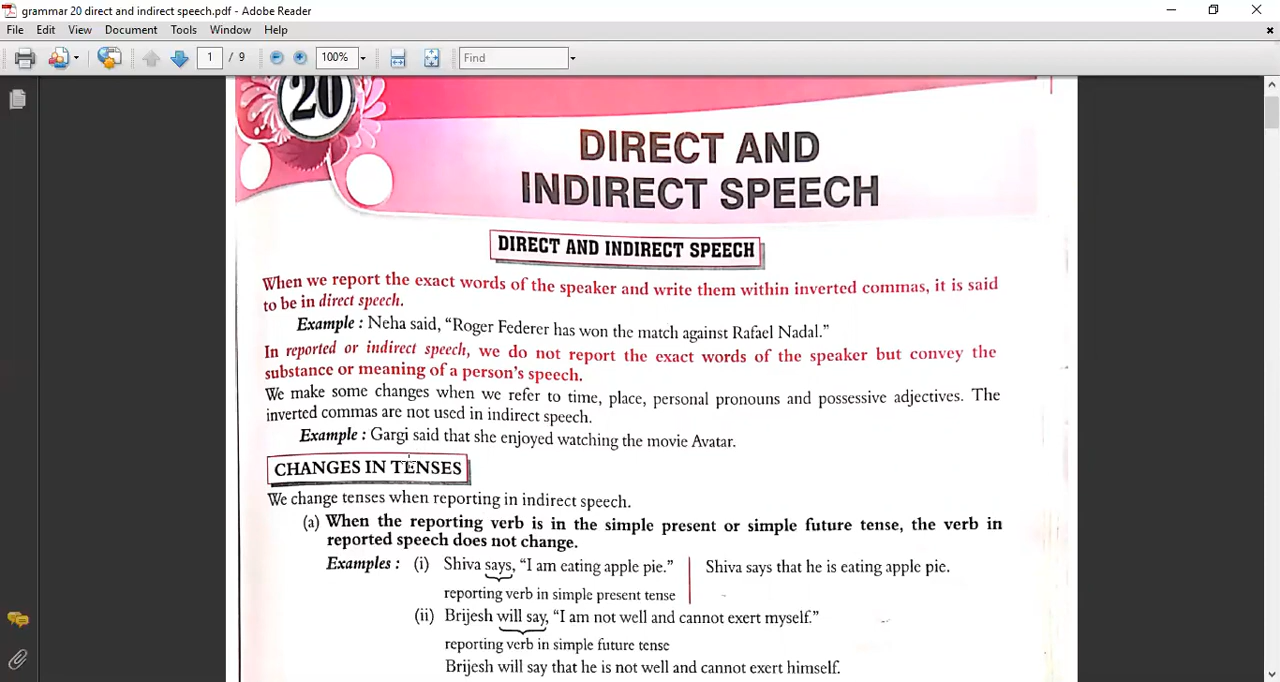 grammar 20 direct and indirect speech.pdf - Adobe Reader
File Edit View Document Tools Window Help
1 / 9 100% Find
20
DIRECT AND
INDIRECT SPEECH
DIRECT AND INDIRECT SPEECH
When we report the exact words of the speaker and write them within inverted commas, it is said
to be in direct speech.
Example : Neha said, “Roger Federer has won the match against Rafael Nadal.”
In reported or indirect speech, we do not report the exact words of the speaker but convey the
substance or meaning of a person's speech.
We make some changes when we refer to time, place, personal pronouns and possessive adjectives. The
inverted commas are not used in indirect speech.
Example : Gargi said that she enjoyed watching the movie Avatar.
CHANGES IN TENSES
We change tenses when reporting in indirect speech.
(a) When the reporting verb is in the simple present or simple future tense, the verb in
reported speech does not change.
Examples : (i) Shiva says, “I am eating apple pie.” Shiva says that he is eating apple pie.
reporting verb in simple present tense
(ii) Brijesh will say, “I am not well and cannot exert myself.”
reporting verb in simple future tense
Brijesh will say that he is not well and cannot exert himself.